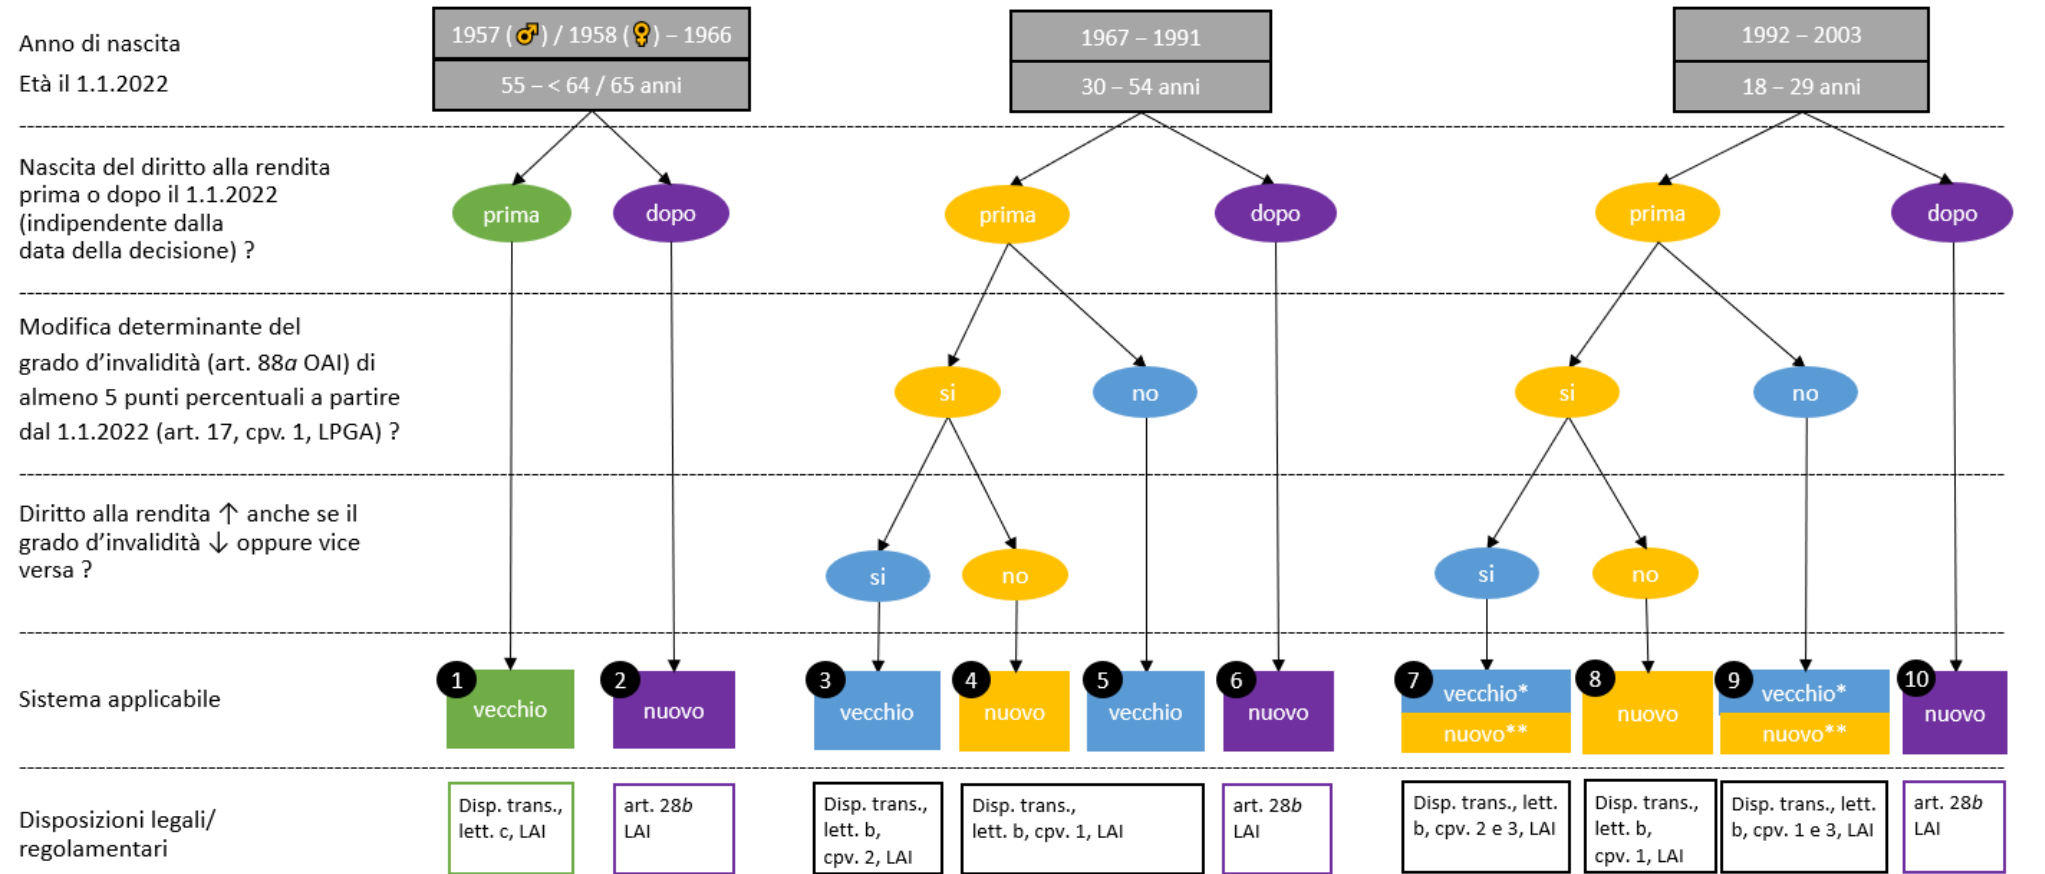 Anno di nascita
Età il 1.1.2022
1957 (♂) / 1958 (♀) – 1966
55 – < 64 / 65 anni
1967 – 1991
30 – 54 anni
1992 – 2003
18 – 29 anni
Nascita del diritto alla rendita
prima o dopo il 1.1.2022
(indipendente dalla
data della decisione) ?
prima
dopo
prima
dopo
prima
dopo
Modifica determinante del
grado d’invalidità (art. 88a OAI) di
almeno 5 punti percentuali a partire
dal 1.1.2022 (art. 17, cpv. 1, LPGA) ?
si
no
si
no
Diritto alla rendita ↑ anche se il
grado d’invalidità ↓ oppure vice
versa ?
si
no
si
no
Sistema applicabile
1
vecchio
2
nuovo
3
vecchio
4
nuovo
5
vecchio
6
nuovo
7
vecchio*
nuovo**
8
nuovo
9
vecchio*
nuovo**
10
nuovo
Disposizioni legali/
regolamentari
Disp. trans.,
lett. c, LAI
art. 28b
LAI
Disp. trans.,
lett. b,
cpv. 2, LAI
Disp. trans.,
lett. b, cpv. 1, LAI
art. 28b
LAI
Disp. trans., lett.
b, cpv. 2 e 3, LAI
Disp. trans.,
lett. b,
cpv. 1, LAI
Disp. trans., lett.
b, cpv. 1 e 3, LAI
art. 28b
LAI